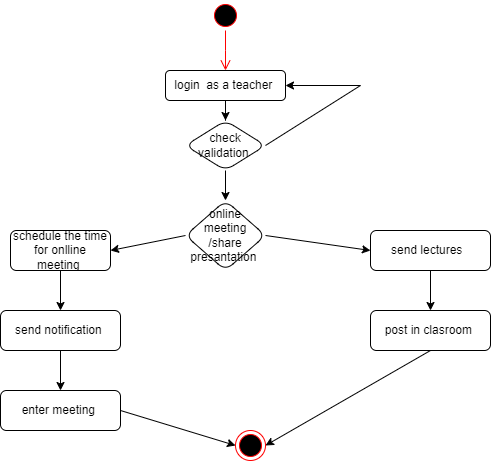 login as a teacher
check
validation
online
meeting
/share
presantation
schedule the time
for onlline
meeting
send lectures
send notification
post in clasroom
enter meeting